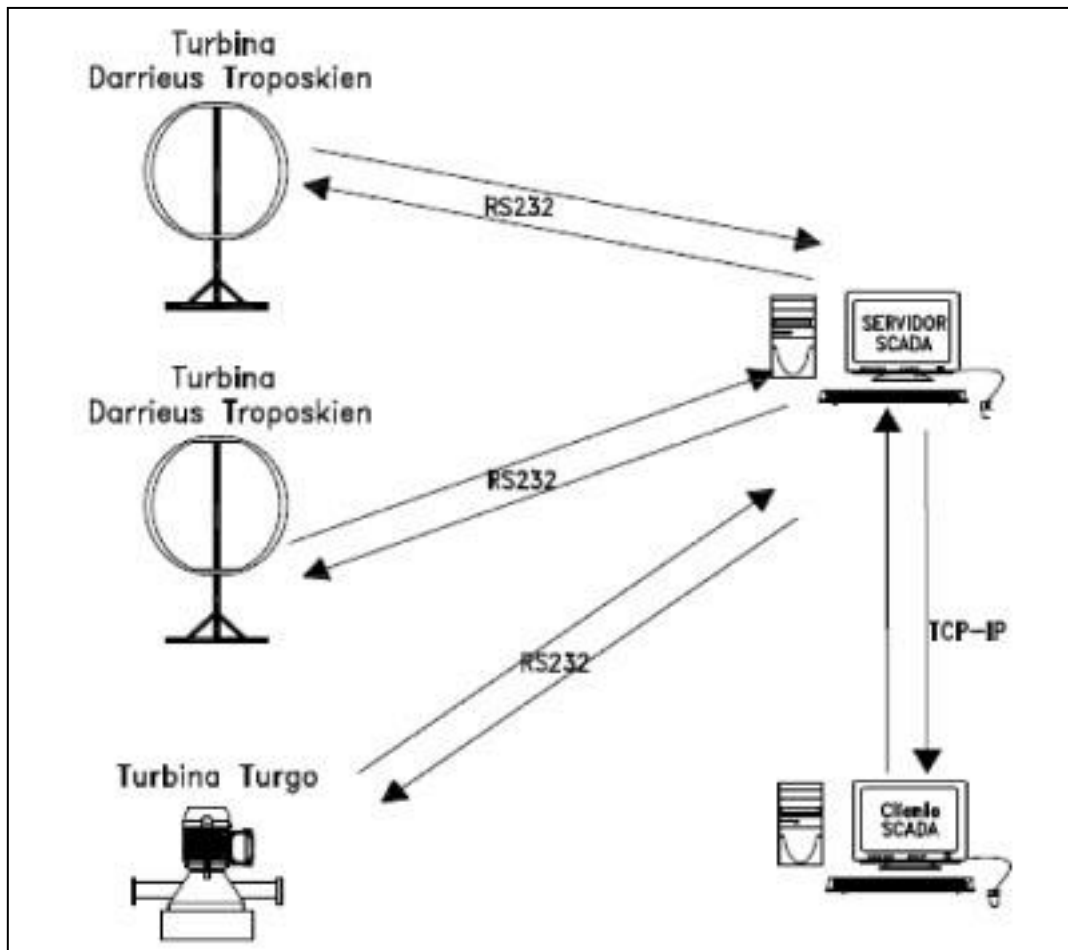 Turbina
Darrieus Troposkien
RS232
SERVIDOR
SCADA
Turbina
Darrieus Troposkien
RS232
TCP-IP
RS232
Turbina Turgo
Cliente
SCADA